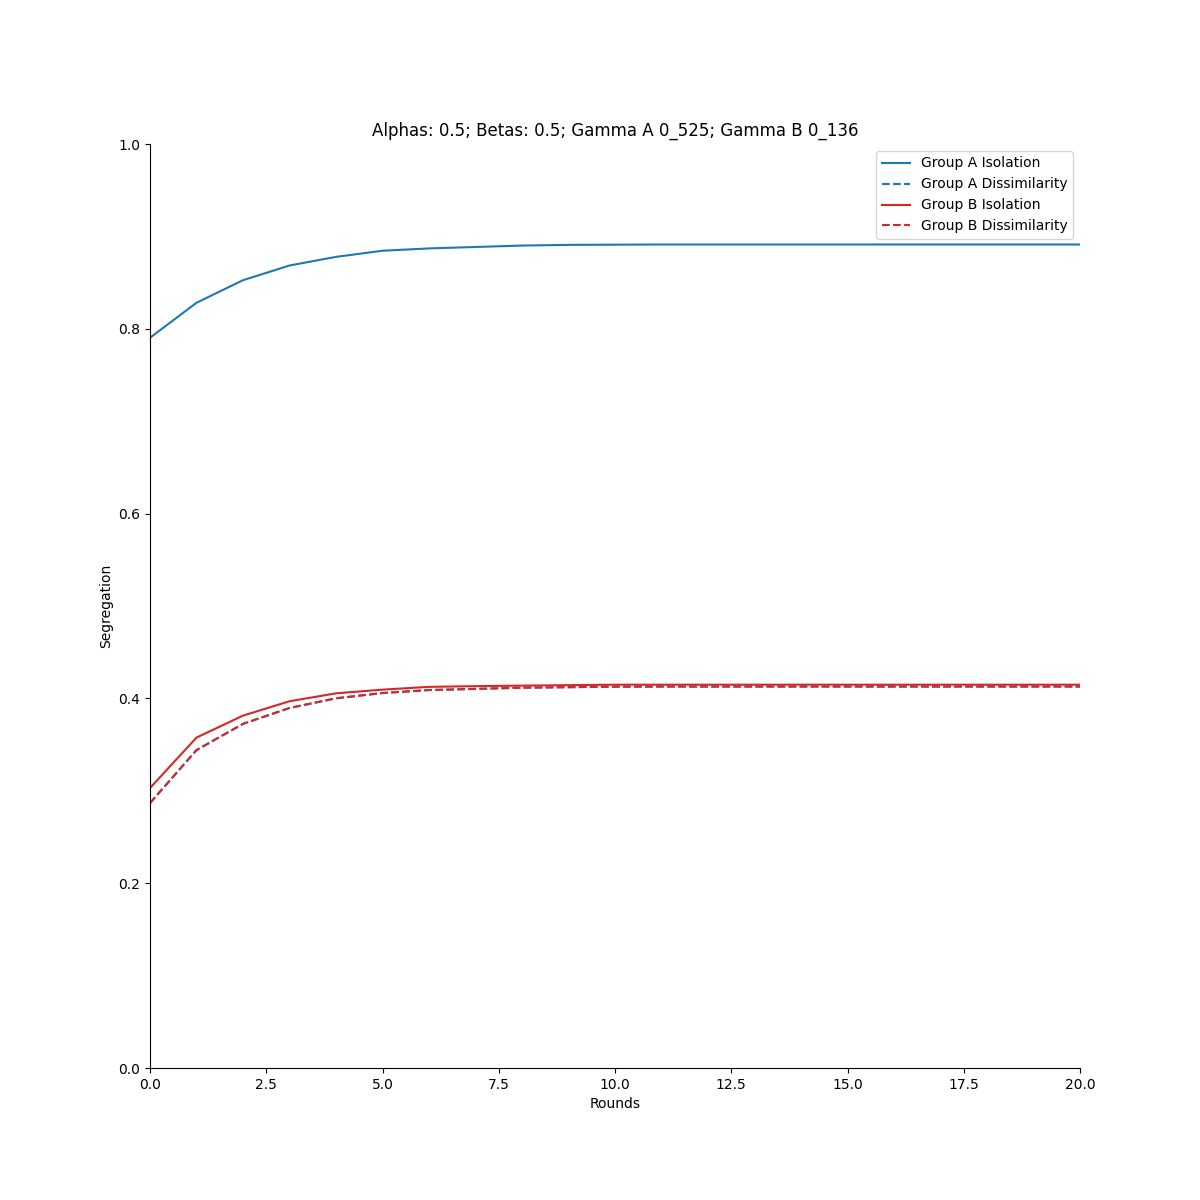 Alphas: 0.5; Betas: 0.5; Gamma A 0_525; Gamma B 0_136
1.0
0.8
0.6
0.4
0.2
0.0
Segregation
Group A Isolation
Group A Dissimilarity
Group B Isolation
Group B Dissimilarity
0.0 2.5 5.0 7.5 10.0 12.5 15.0 17.5 20.0
Rounds